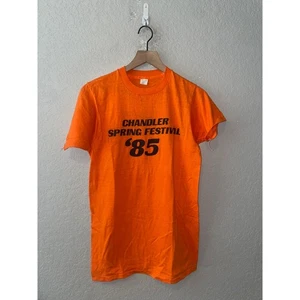 CHANDLER
SPRING FESTIVAL
'85